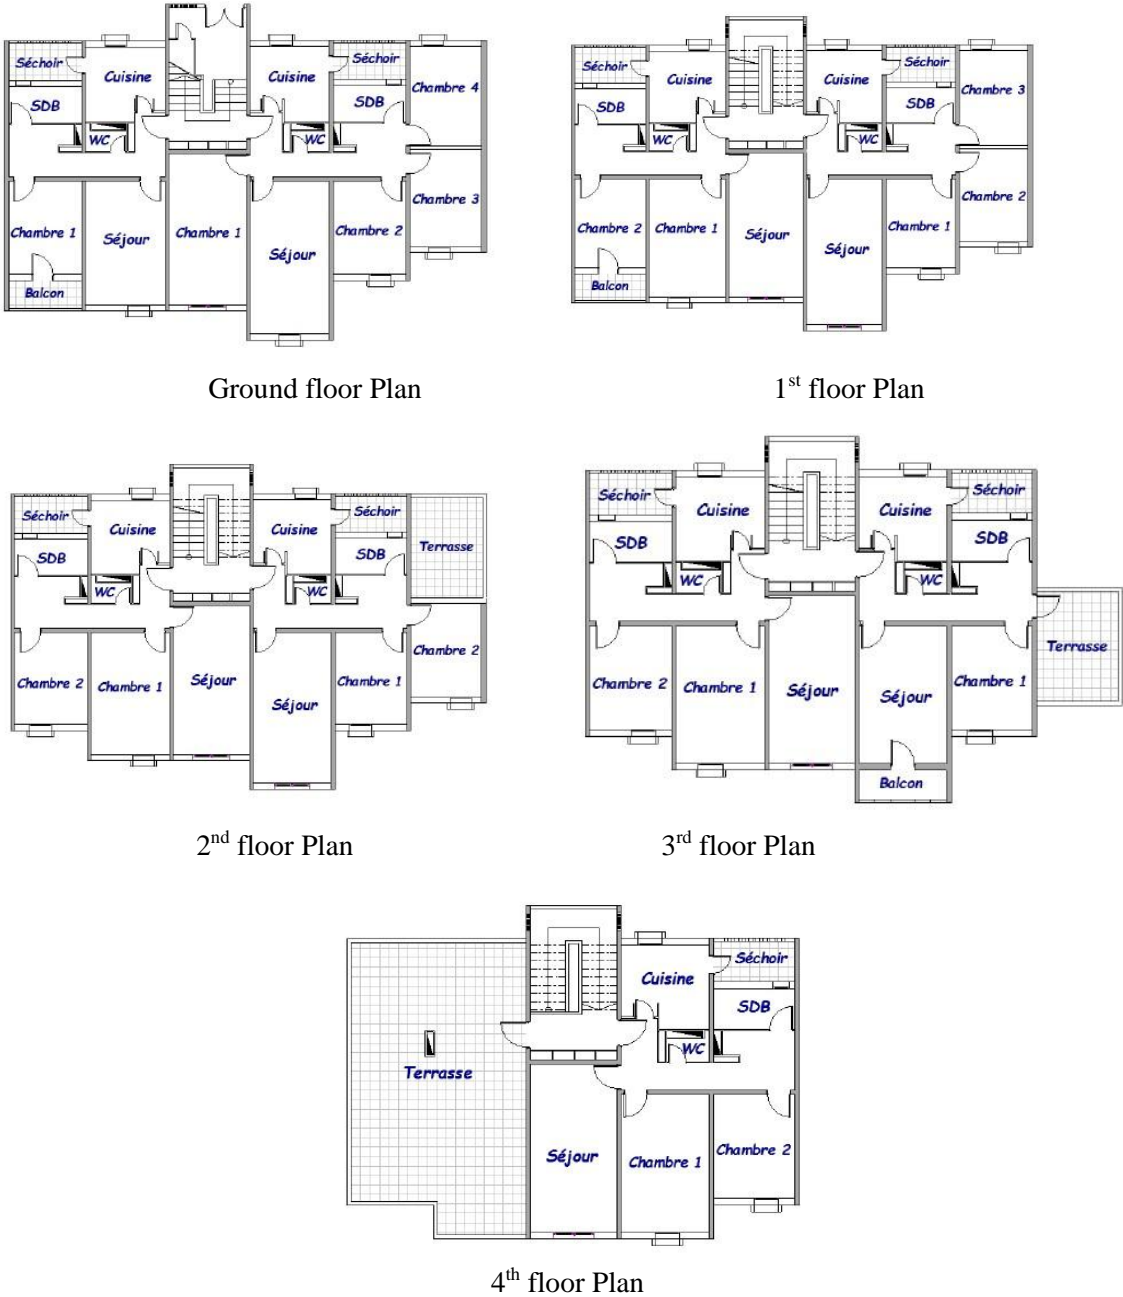 Séchoir
Cuisine
SDB
WC
Chambre 1
Séjour
Balcon
Chambre 1
Cuisine
Séchoir
SDB
WC
Chambre 4
Chambre 3
Chambre 2
Séjour
Ground floor Plan
Séchoir
Cuisine
SDB
WC
Chambre 2
Chambre 1
Balcon
Séjour
Cuisine
Séchoir
SDB
WC
Chambre 3
Chambre 2
Chambre 1
Séjour
1st floor Plan
Séchoir
Cuisine
SDB
WC
Chambre 2
Chambre 1
Séjour
Cuisine
Séchoir
SDB
WC
Terrasse
Chambre 2
Chambre 1
Séjour
2nd floor Plan
Séchoir
Cuisine
SDB
WC
Chambre 2
Chambre 1
Séjour
Cuisine
Séchoir
SDB
WC
Terrasse
Chambre 1
Séjour
Balcon
3rd floor Plan
Terrasse
Cuisine
Séchoir
SDB
WC
Séjour
Chambre 1
Chambre 2
4th floor Plan